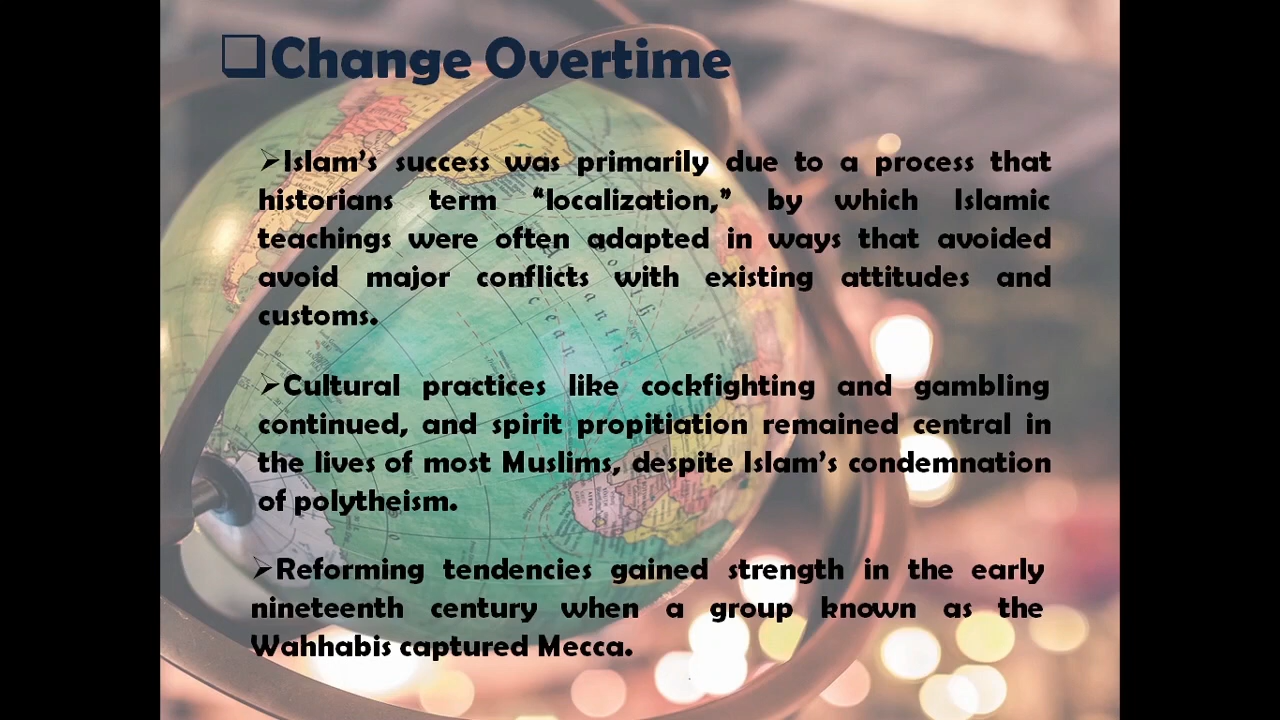 ❑Change Overtime
➢Islam’s success was primarily due to a process that
historians term “localization,” by which Islamic
teachings were often adapted in ways that avoided
avoid major conflicts with existing attitudes and
customs.
➢Cultural practices like cockfighting and gambling
continued, and spirit propitiation remained central in
the lives of most Muslims, despite Islam’s condemnation
of polytheism.
➢Reforming tendencies gained strength in the early
nineteenth century when a group known as the
Wahhabis captured Mecca.